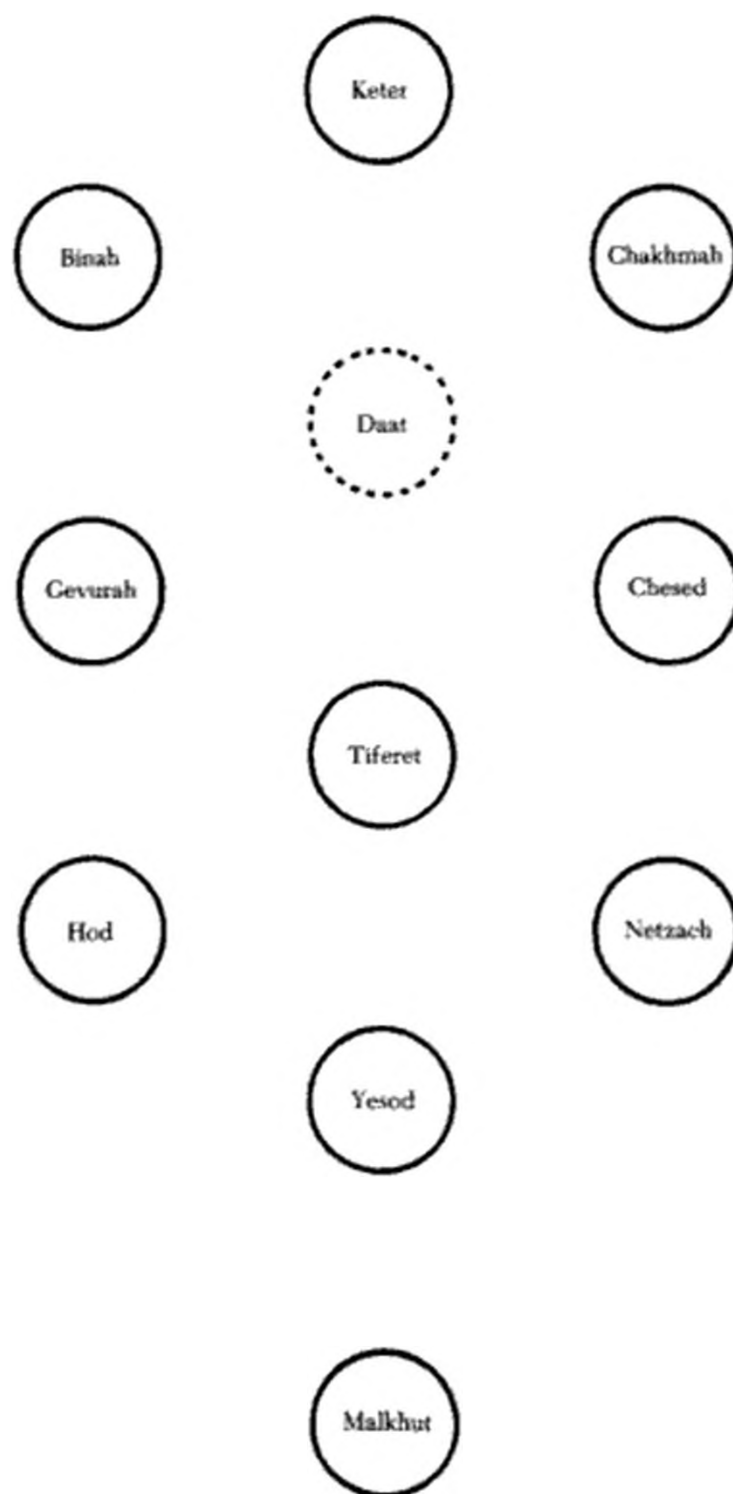 Keter
Binah
Chakhmah
Daat
Gevurah
Chesed
Tiferet
Hod
Netzach
Yesod
Malkhut